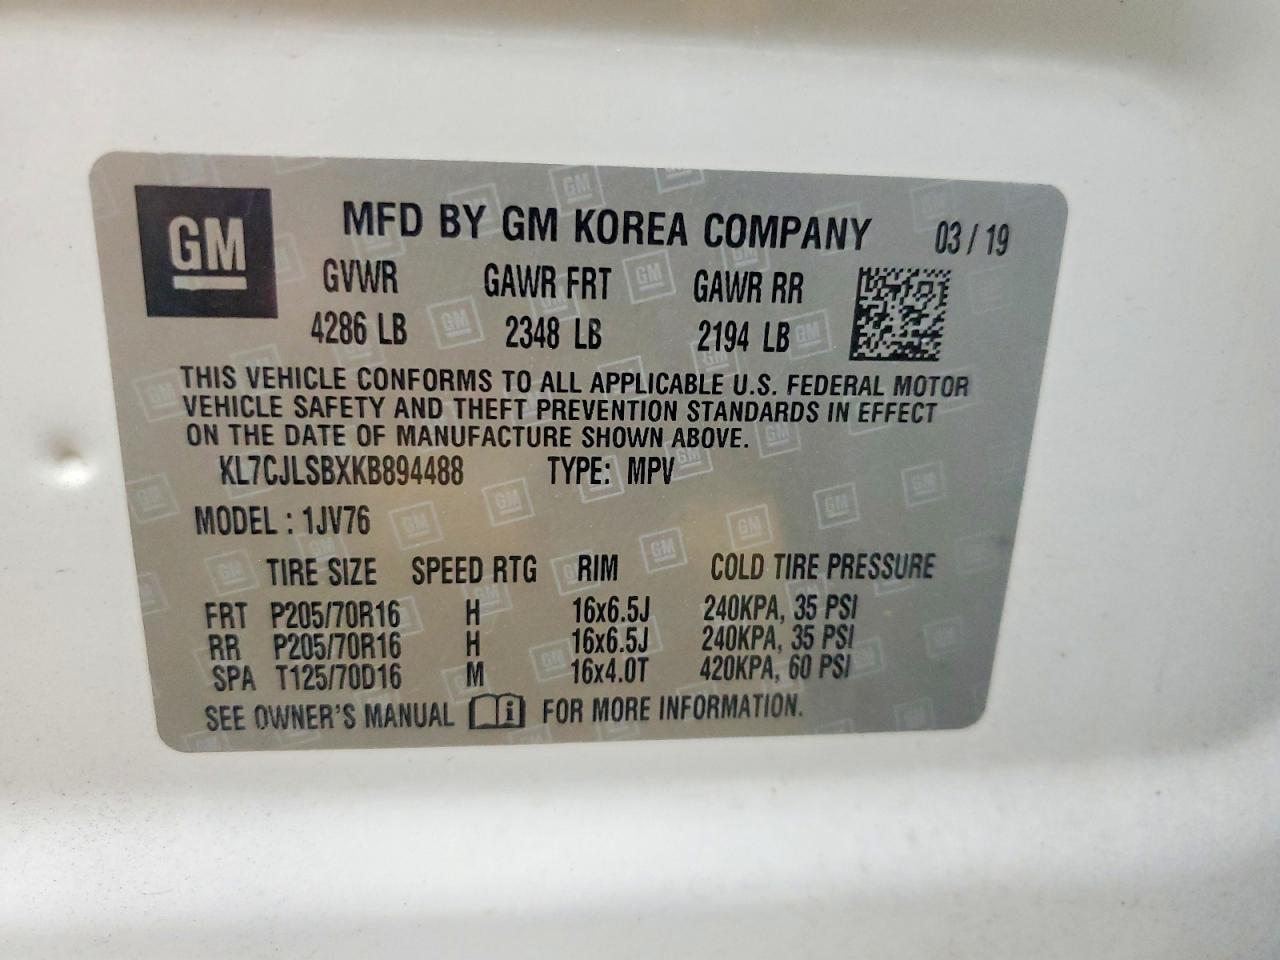 GM
MFD BY GM KOREA COMPANY 03 / 19
GVWR GAWR FRT GAWR RR
4286 LB 2348 LB 2194 LB
THIS VEHICLE CONFORMS TO ALL APPLICABLE U.S. FEDERAL MOTOR
VEHICLE SAFETY AND THEFT PREVENTION STANDARDS IN EFFECT
ON THE DATE OF MANUFACTURE SHOWN ABOVE.
KL7CJLSBXKB894488 TYPE: MPV
MODEL : 1JV76
TIRE SIZE SPEED RTG RIM COLD TIRE PRESSURE
FRT P205/70R16 H 16x6.5J 240KPA, 35 PSI
RR P205/70R16 H 16x6.5J 240KPA, 35 PSI
SPA T125/70D16 M 16x4.0T 420KPA, 60 PSI
SEE OWNER'S MANUAL i FOR MORE INFORMATION.